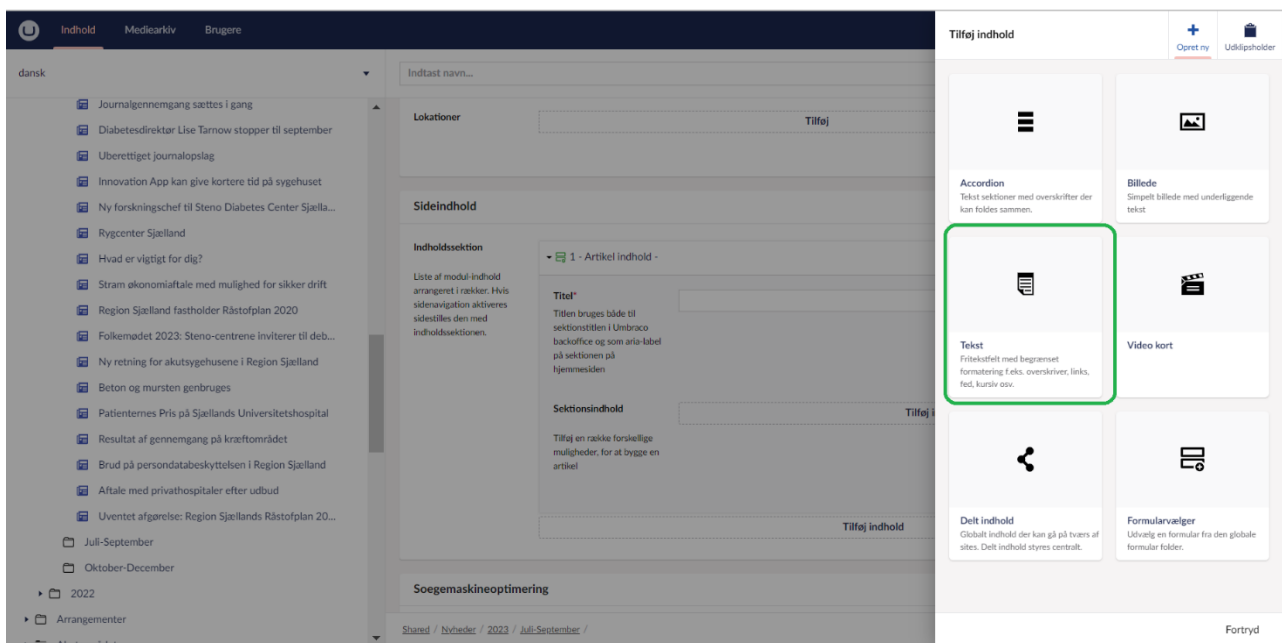 Indhold Mediearkiv Brugere
dansk
Journalgennemgang sættes i gang
Diabetesdirektør Lise Tarnow stopper til september
Uberettiget journalopslag
Innovation App kan give kortere tid på sygehuset
Ny forskningschef til Steno Diabetes Center Sjælla...
Rygcenter Sjælland
Hvad er vigtigt for dig?
Stram økonomiaftale med mulighed for sikker drift
Region Sjælland fastholder Råstofplan 2020
Folkemødet 2023: Steno-centrene inviterer til deb...
Ny retning for akutsygehusene i Region Sjælland
Beton og mursten genbruges
Patienternes Pris på Sjællands Universitetshospital
Resultat af gennemgang på kræftområdet
Brud på persondatabeskyttelsen i Region Sjælland
Aftale med privathospitaler efter udbud
Uventet afgørelse: Region Sjællands Råstofplan 20...
Juli-September
Oktober-December
2022
Arrangementer
Indtast navn...
Lokationer
Tilføj
Sideindhold
Indholdssektion
Liste af modul-indhold
arrangeret i rækker. Hvis
sidenavigation aktiveres
sidestilles den med
indholdssektionen.
1 - Artikel indhold -
Titel*
Titlen bruges både til
sektionstitlen i Umbraco
backoffice og som aria-label
på sektionen på
hjemmesiden
Sektionsindhold
Tilføj en række forskellige
muligheder, for at bygge en
artikel
Tilføj i
Tilføj indhold
Soegemaskineoptimering
Shared / Nyheder / 2023 / Juli-September /
Tilføj indhold
Opret ny
Udklipsholder
Accordion
Tekst sektioner med overskrifter der
kan foldes sammen.
Billede
Simpelt billede med underliggende
tekst
Tekst
Fritekstfelt med begrænset
formatering f.eks. overskriver, links,
fed, kursiv osv.
Video kort
Delt indhold
Globalt indhold der kan gå på tværs af
sites. Delt indhold styres centralt.
Formularvælger
Udvælg en formular fra den globale
formular folder.
Fortryd